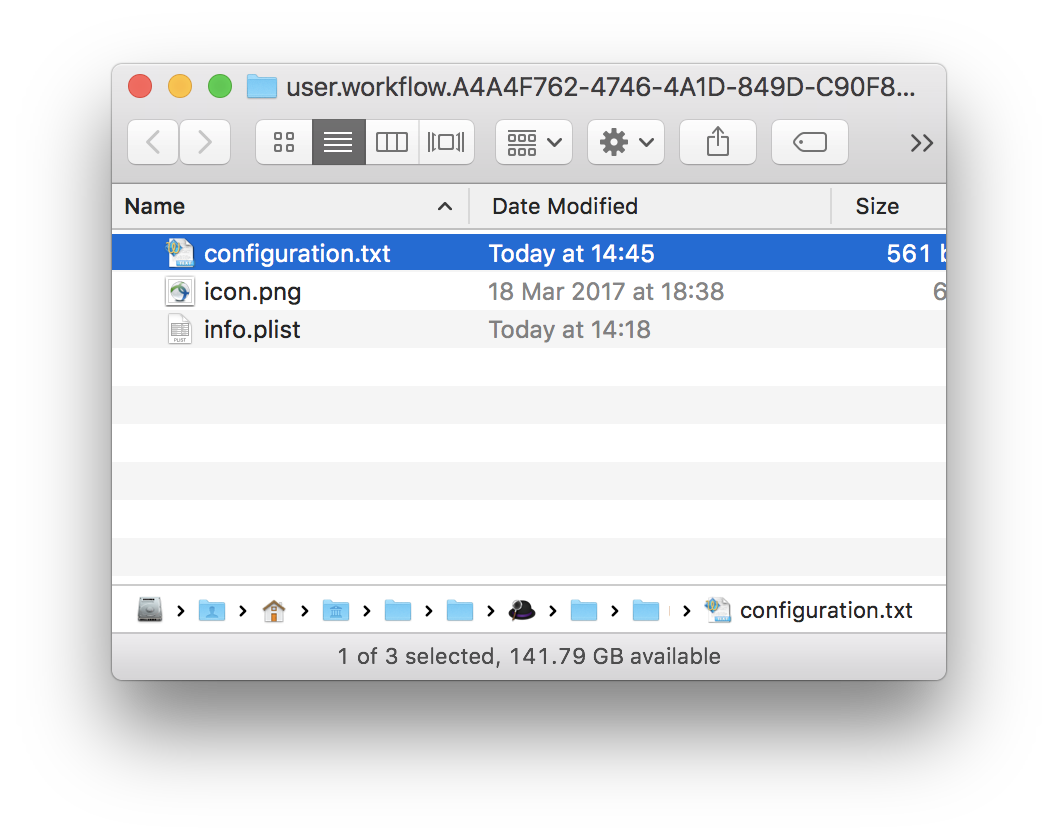 user.workflow.A4A4F762-4746-4A1D-849D-C90F8...
Name Date Modified Size
configuration.txt Today at 14:45 561 b
icon.png 18 Mar 2017 at 18:38 6
info.plist Today at 14:18
configuration.txt
1 of 3 selected, 141.79 GB available